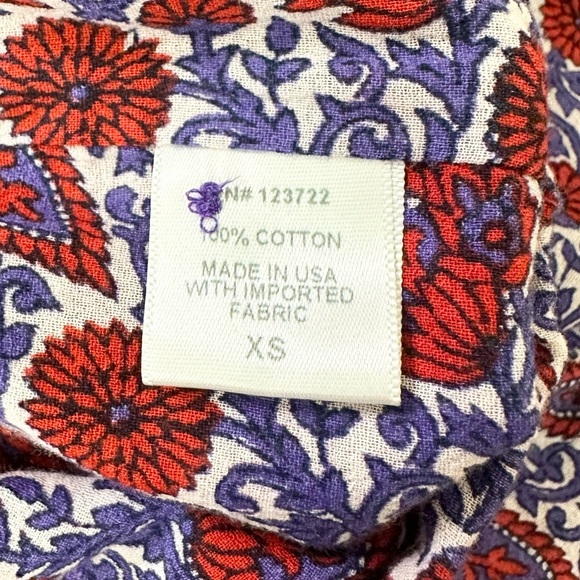 N# 123722
100% COTTON
MADE IN USA
WITH IMPORTED
FABRIC
XS